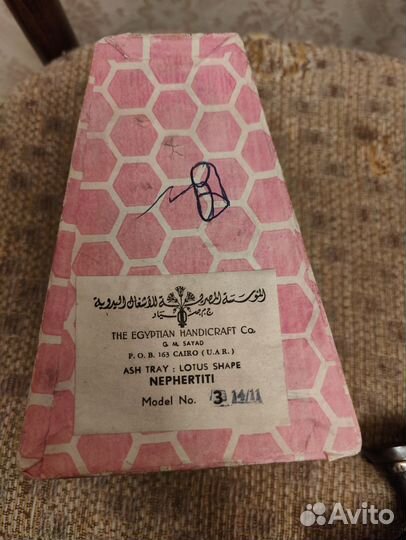 المؤسسة المصرية للأشغال اليدوية
ج.م. صياد
THE EGYPTIAN HANDICRAFT Co.
G. M. SAYAD
P. O. B. 163 CAIRO (U.A.R.)
ASH TRAY : LOTUS SHAPE
NEPHERTITI
Model No. 3 14/11
Avito